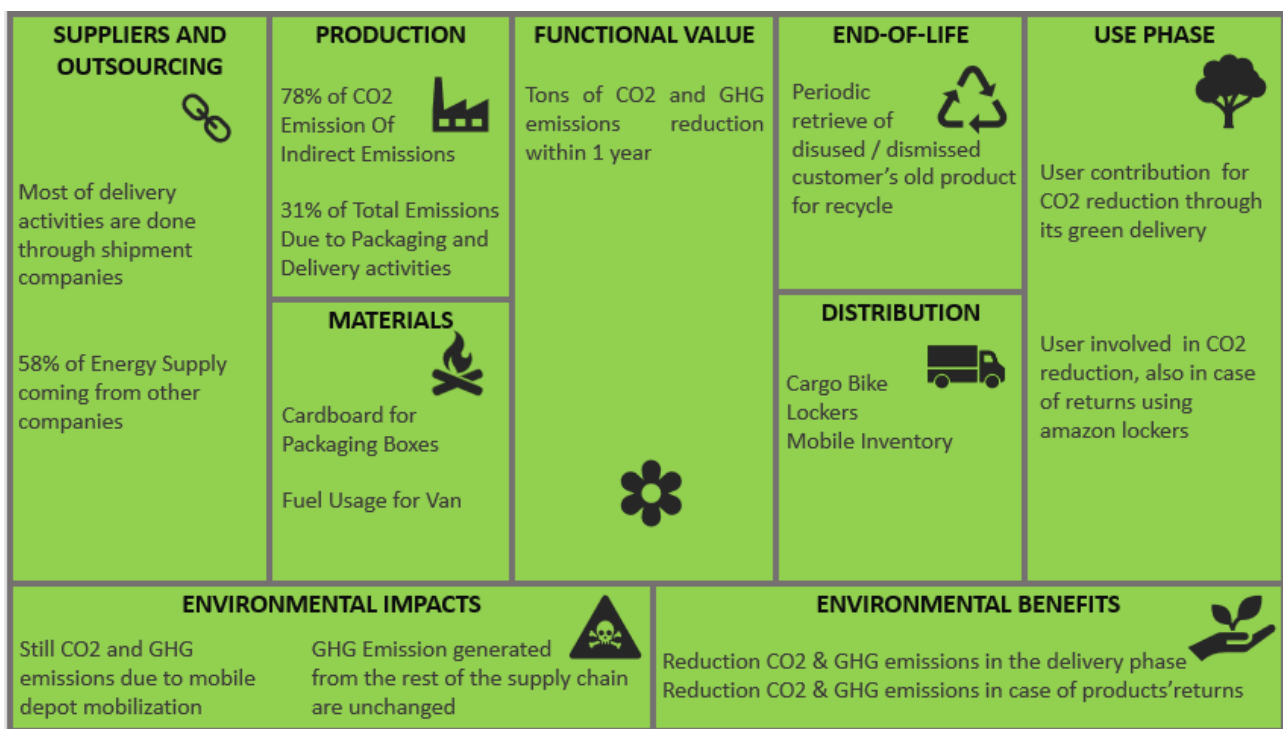 SUPPLIERS AND
OUTSOURCING
Most of delivery
activities are done
through shipment
companies
58% of Energy Supply
coming from other
companies
PRODUCTION
78% of CO2
Emission Of
Indirect Emissions
31% of Total Emissions
Due to Packaging and
Delivery activities
MATERIALS
Cardboard for
Packaging Boxes
Fuel Usage for Van
FUNCTIONAL VALUE
Tons of CO2 and GHG
emissions reduction
within 1 year
END-OF-LIFE
Periodic
retrieve of
disused / dismissed
customer's old product
for recycle
DISTRIBUTION
Cargo Bike
Lockers
Mobile Inventory
USE PHASE
User contribution for
CO2 reduction through
its green delivery
User involved in CO2
reduction, also in case
of returns using
amazon lockers
ENVIRONMENTAL IMPACTS
Still CO2 and GHG
emissions due to mobile
depot mobilization
GHG Emission generated
from the rest of the supply chain
are unchanged
ENVIRONMENTAL BENEFITS
Reduction CO2 & GHG emissions in the delivery phase
Reduction CO2 & GHG emissions in case of products'returns